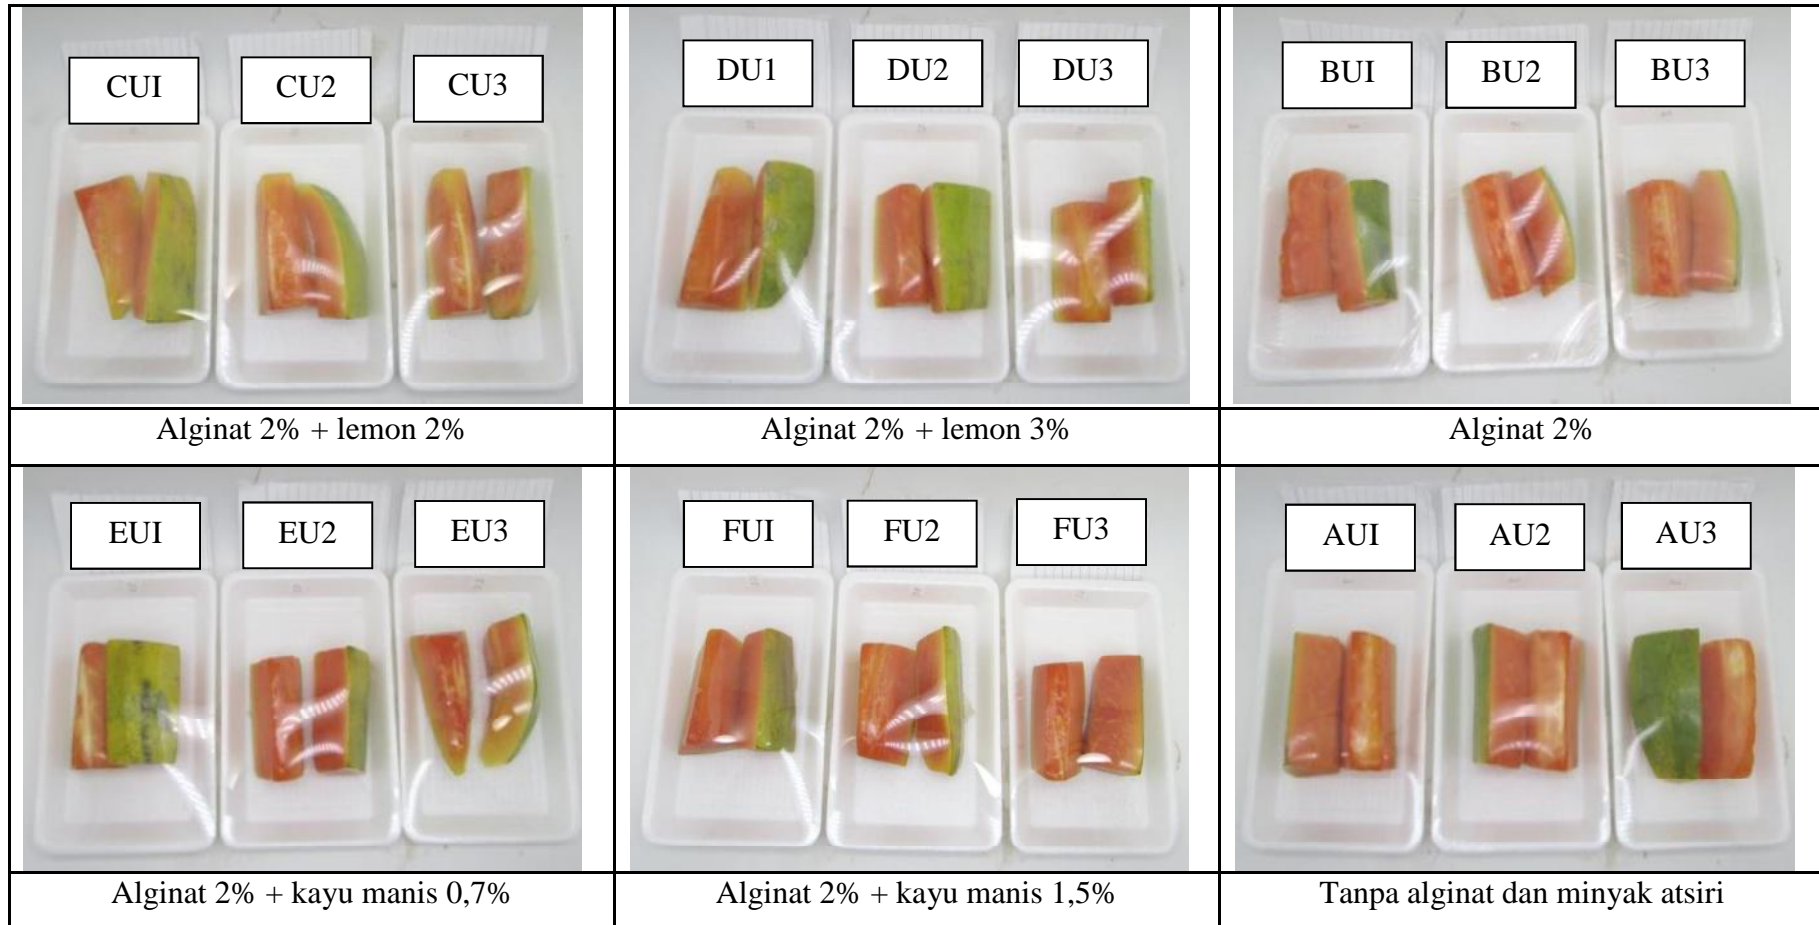 CUI
CU2
CU3
DU1
DU2
DU3
BUI
BU2
BU3
Alginat 2% + lemon 2%
Alginat 2% + lemon 3%
Alginat 2%
EUI
EU2
EU3
FUI
FU2
FU3
AUI
AU2
AU3
Alginat 2% + kayu manis 0,7%
Alginat 2% + kayu manis 1,5%
Tanpa alginat dan minyak atsiri